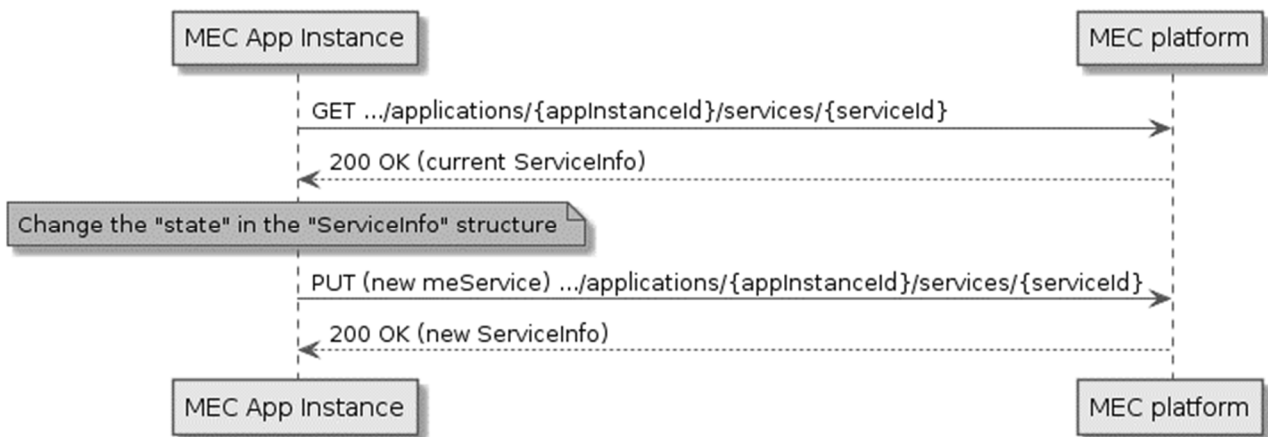 MEC App Instance
MEC platform
GET .../applications/{appInstanceId}/services/{serviceId}
200 OK (current ServiceInfo)
Change the "state" in the "ServiceInfo" structure
PUT (new meService) .../applications/{appInstanceId}/services/{serviceId}
200 OK (new ServiceInfo)
MEC App Instance
MEC platform